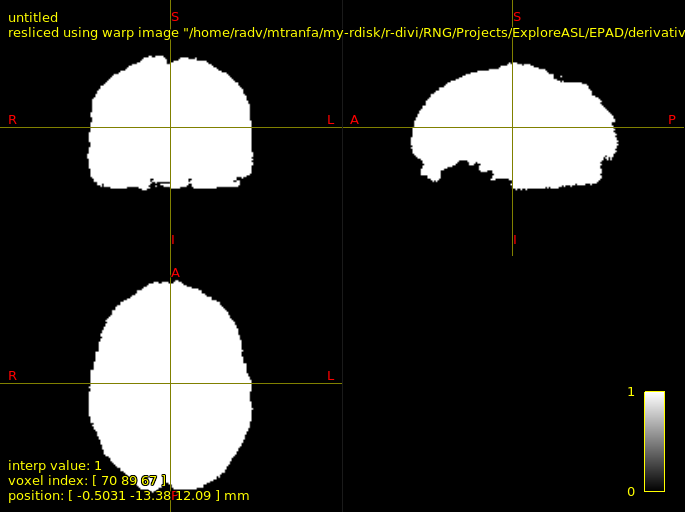 untitled
resliced using warp image "/home/radv/mtranfa/my-rdisk/r-divi/RNG/Projects/ExploreASL/EPAD/derivativ
S S
R L A P
I I
A
R L
1
interp value: 1
voxel index: [ 70 89 67 ]
0
position: [ -0.5031 -13.38 12.09 ] mm